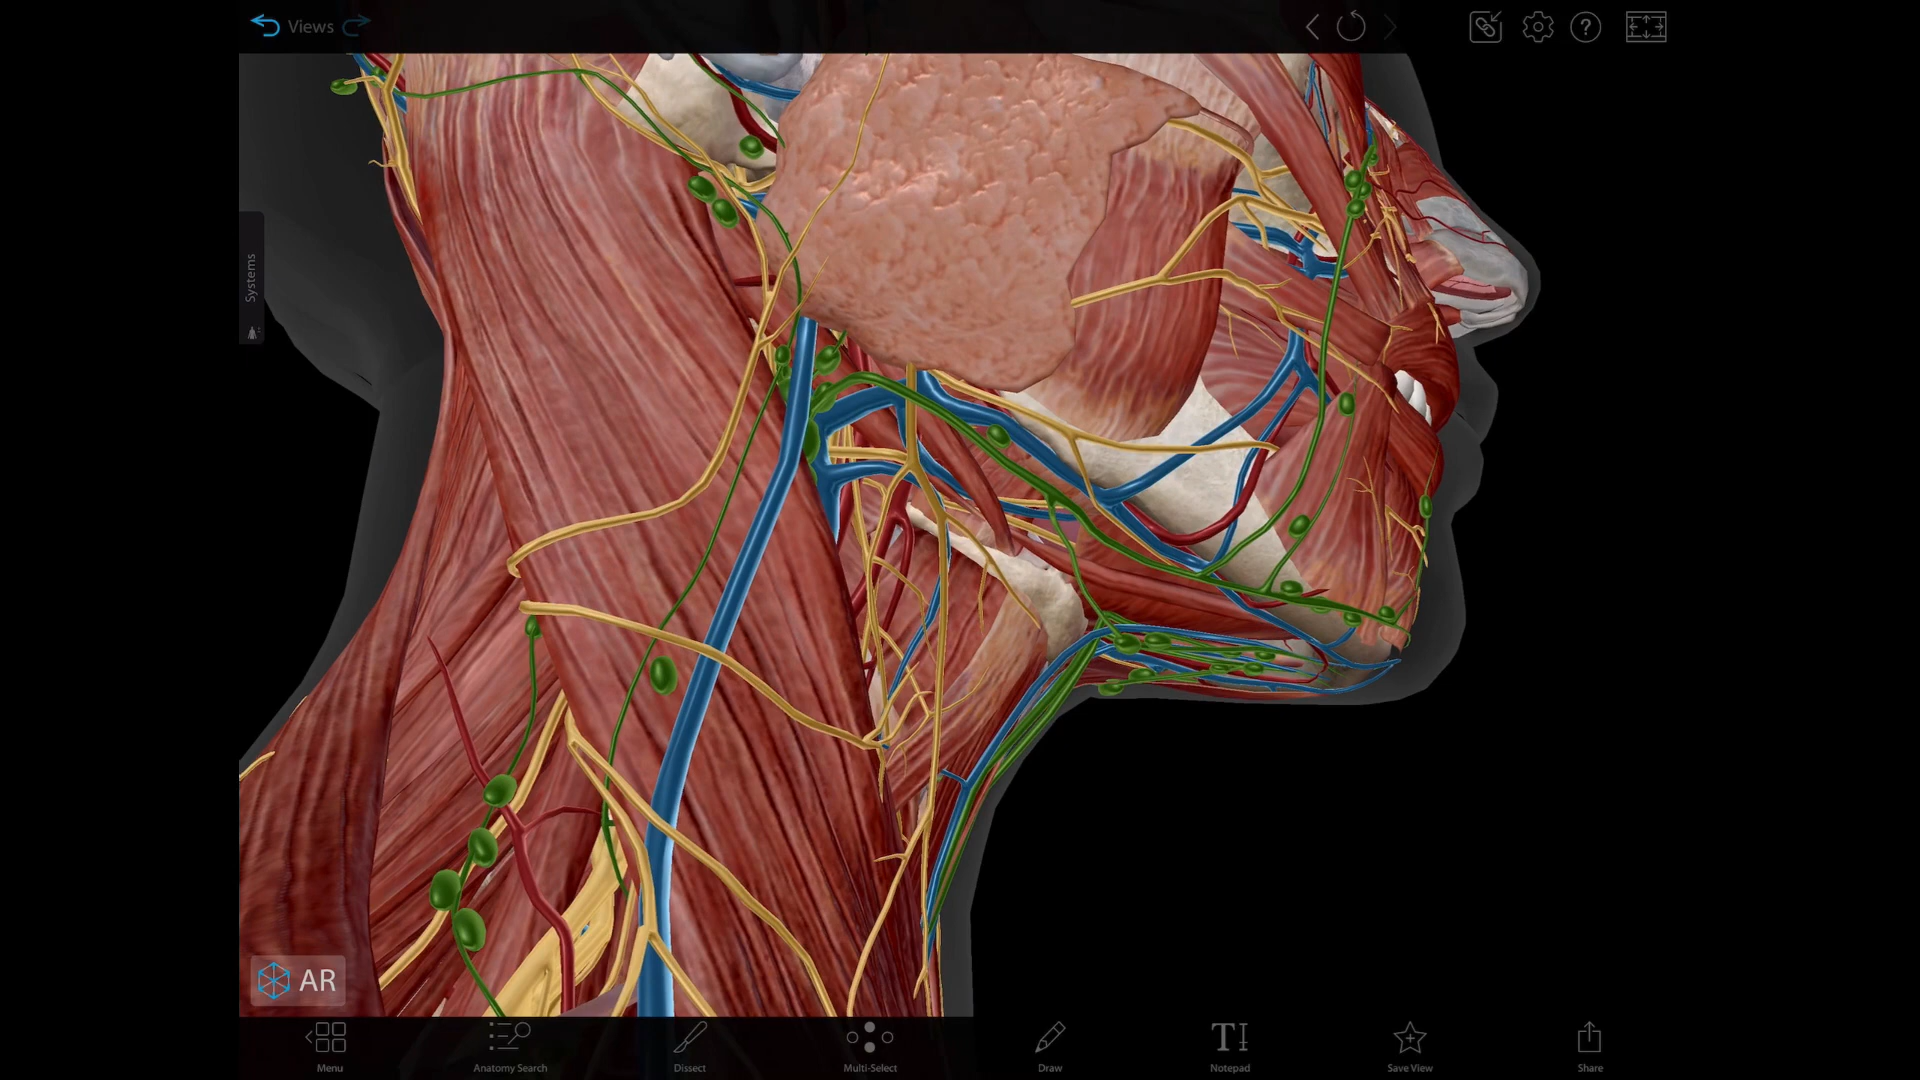 Views
Systems
AR
Menu
Anatomy Search
Dissect
Multi-Select
Draw
Notepad
Save View
Share